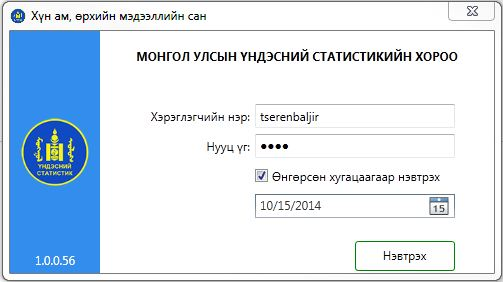 Хүн ам, өрхийн мэдээллийн сан
МОНГОЛ УЛСЫН ҮНДЭСНИЙ СТАТИСТИКИЙН ХОРОО
Хэрэглэгчийн нэр: tserenbaljir
Нууц үг: ●●●●
Өнгөрсөн хугацаагаар нэвтрэх
10/15/2014 15
ҮНДЭСНИЙ
СТАТИСТИК
1.0.0.56
Нэвтрэх